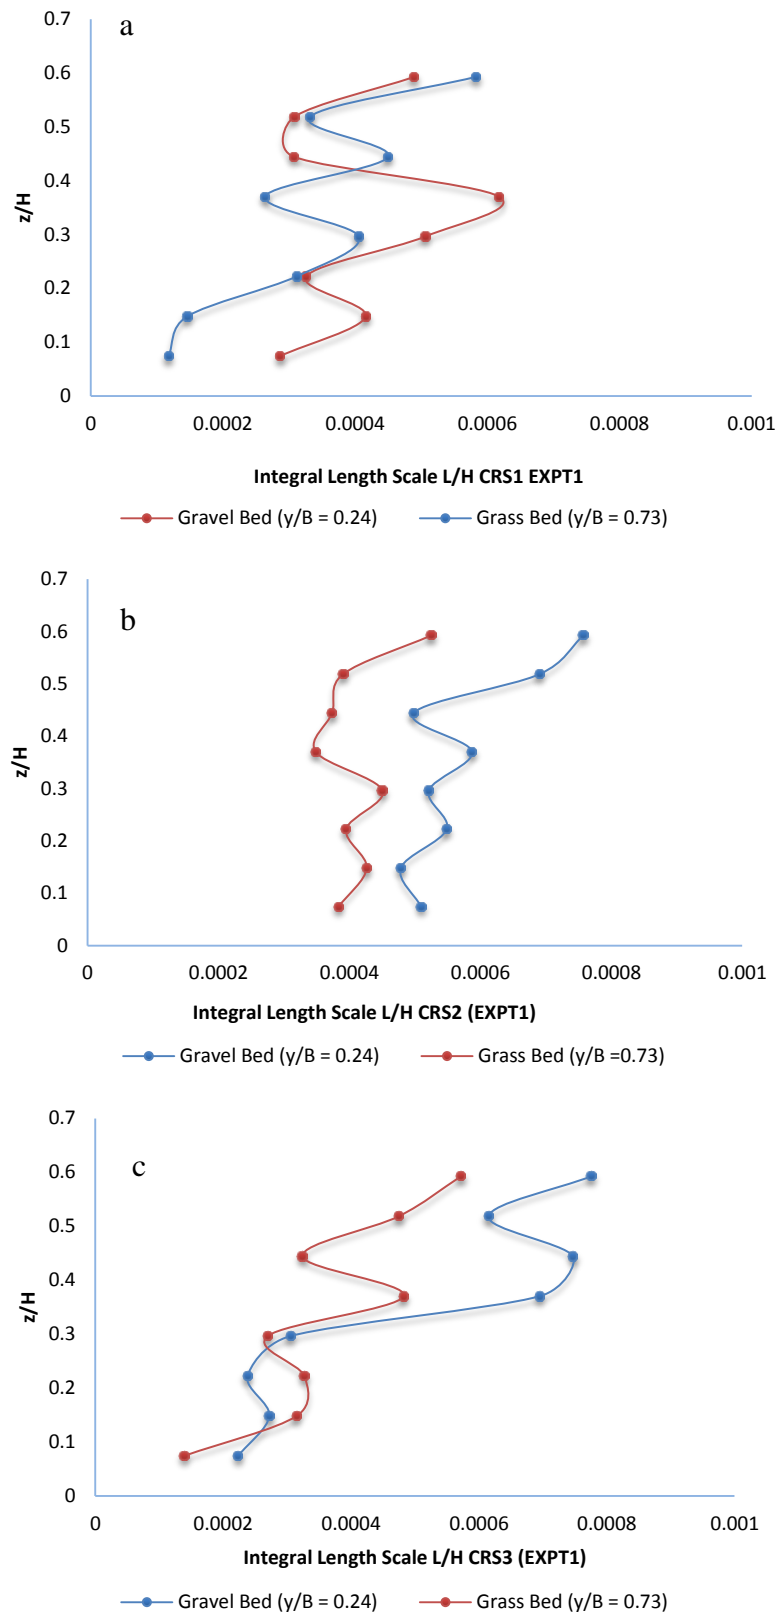 a
0.7
0.6
0.5
0.4
0.3
0.2
0.1
0
z/H
0 0.0002 0.0004 0.0006 0.0008 0.001
Integral Length Scale L/H CRS1 EXPT1
Gravel Bed (y/B = 0.24) Grass Bed (y/B = 0.73)
b
0.7
0.6
0.5
0.4
0.3
0.2
0.1
0
z/H
0 0.0002 0.0004 0.0006 0.0008 0.001
Integral Length Scale L/H CRS2 (EXPT1)
Gravel Bed (y/B = 0.24) Grass Bed (y/B =0.73)
c
0.7
0.6
0.5
0.4
0.3
0.2
0.1
0
z/H
0 0.0002 0.0004 0.0006 0.0008 0.001
Integral Length Scale L/H CRS3 (EXPT1)
Gravel Bed (y/B = 0.24) Grass Bed (y/B = 0.73)